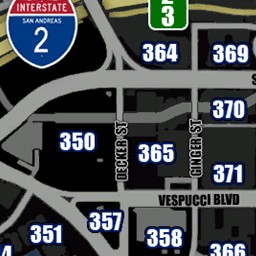 INTERSTATE
SAN ANDREAS
2
3
364
369
370
350
DECKER ST
365
GINGER ST
371
VESPUCCI BLVD
357
351
358
366